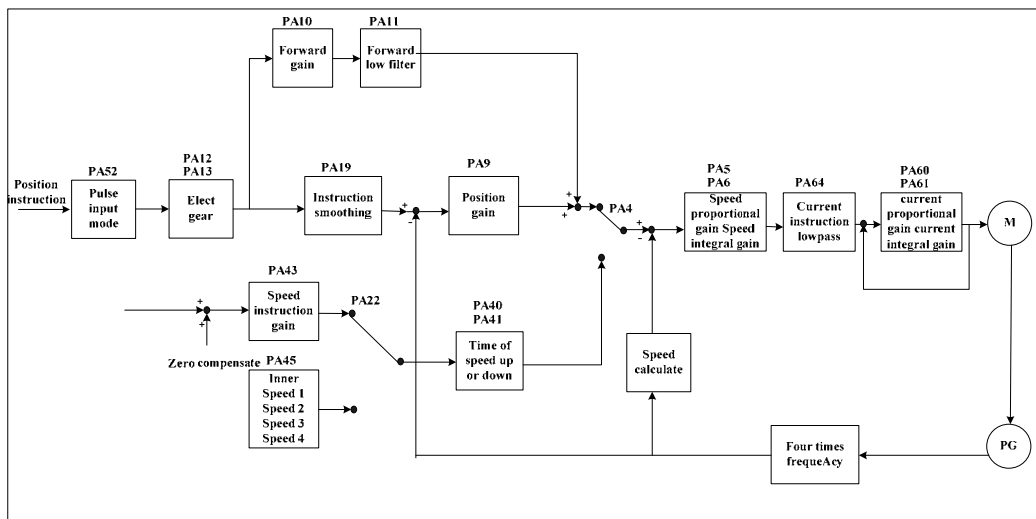 PA10
PA11
Forward
gain
Forward
low filter
+
PA12
PA13
PA52
PA19
PA9
PA5
PA6
PA60
PA61
PA64
Position
instruction
Pulse
input
mode
Elect
gear
Instruction
smoothing
+
-
Position
gain
+
+
PA4
+
-
Speed
proportional
gain Speed
integral gain
Current
instruction
lowpass
current
proportional
gain current
integral gain
M
PA43
+
+
Speed
instruction
gain
PA22
PA40
PA41
Time of
speed up
or down
Speed
calculate
Zero compensate
PA45
Inner
Speed 1
Speed 2
Speed 3
Speed 4
Four times
frequeAcy
PG